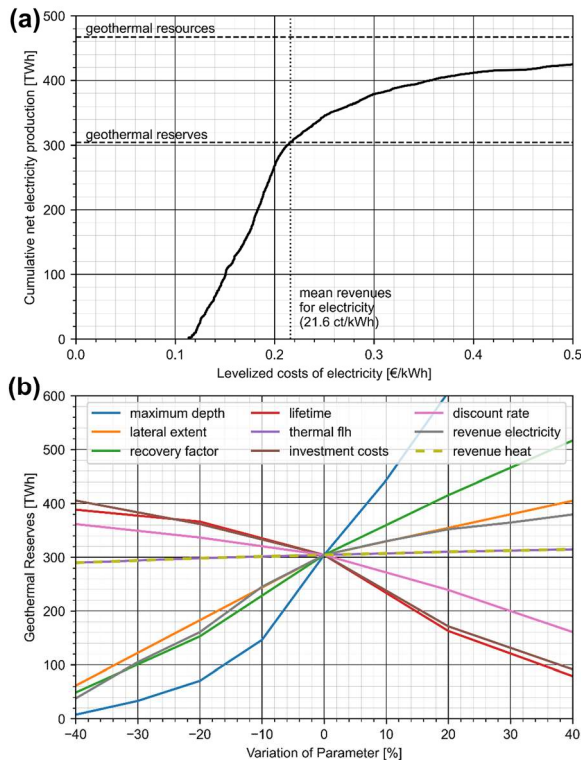 (a)
500
400
300
200
100
0
Cumulative net electricity production [TWh]
geothermal resources
geothermal reserves
mean revenues
for electricity
(21.6 ct/kWh)
0.0 0.1 0.2 0.3 0.4 0.5
Levelized costs of electricity [€/kWh]
(b)
600
500
400
300
200
100
0
Geothermal Reserves [TWh]
maximum depth lifetime discount rate
lateral extent thermal flh revenue electricity
recovery factor investment costs revenue heat
−40 −30 −20 −10 0 10 20 30 40
Variation of Parameter [%]